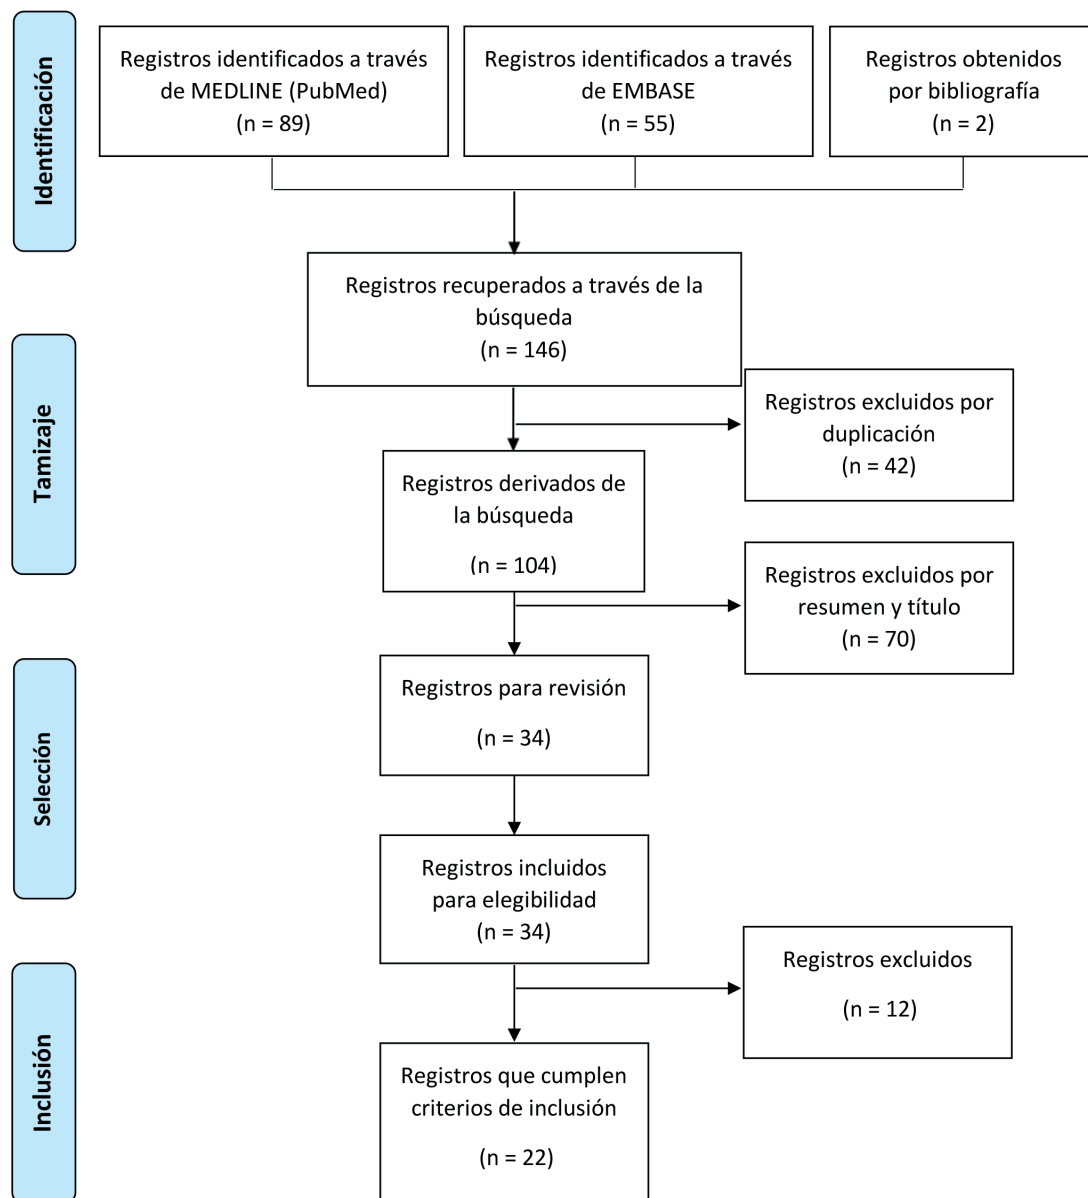 Identificación
Registros identificados a través
de MEDLINE (PubMed)
(n = 89)
Registros identificados a través
de EMBASE
(n = 55)
Registros obtenidos
por bibliografía
(n = 2)
Registros recuperados a través de la
búsqueda
(n = 146)
Tamizaje
Registros excluidos por
duplicación
(n = 42)
Registros derivados de
la búsqueda
(n = 104)
Registros excluidos por
resumen y título
(n = 70)
Selección
Registros para revisión
(n = 34)
Registros incluidos
para elegibilidad
(n = 34)
Registros excluidos
(n = 12)
Inclusión
Registros que cumplen
criterios de inclusión
(n = 22)